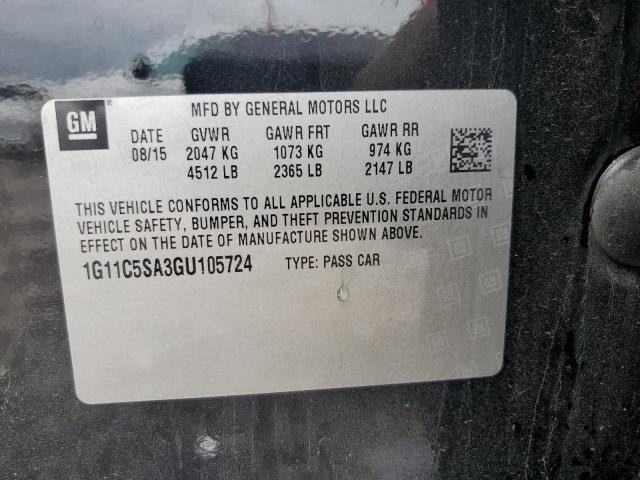 GM
MFD BY GENERAL MOTORS LLC
DATE GVWR GAWR FRT GAWR RR
08/15 2047 KG 1073 KG 974 KG
4512 LB 2365 LB 2147 LB
THIS VEHICLE CONFORMS TO ALL APPLICABLE U.S. FEDERAL MOTOR
VEHICLE SAFETY, BUMPER, AND THEFT PREVENTION STANDARDS IN
EFFECT ON THE DATE OF MANUFACTURE SHOWN ABOVE.
1G11C5SA3GU105724 TYPE: PASS CAR